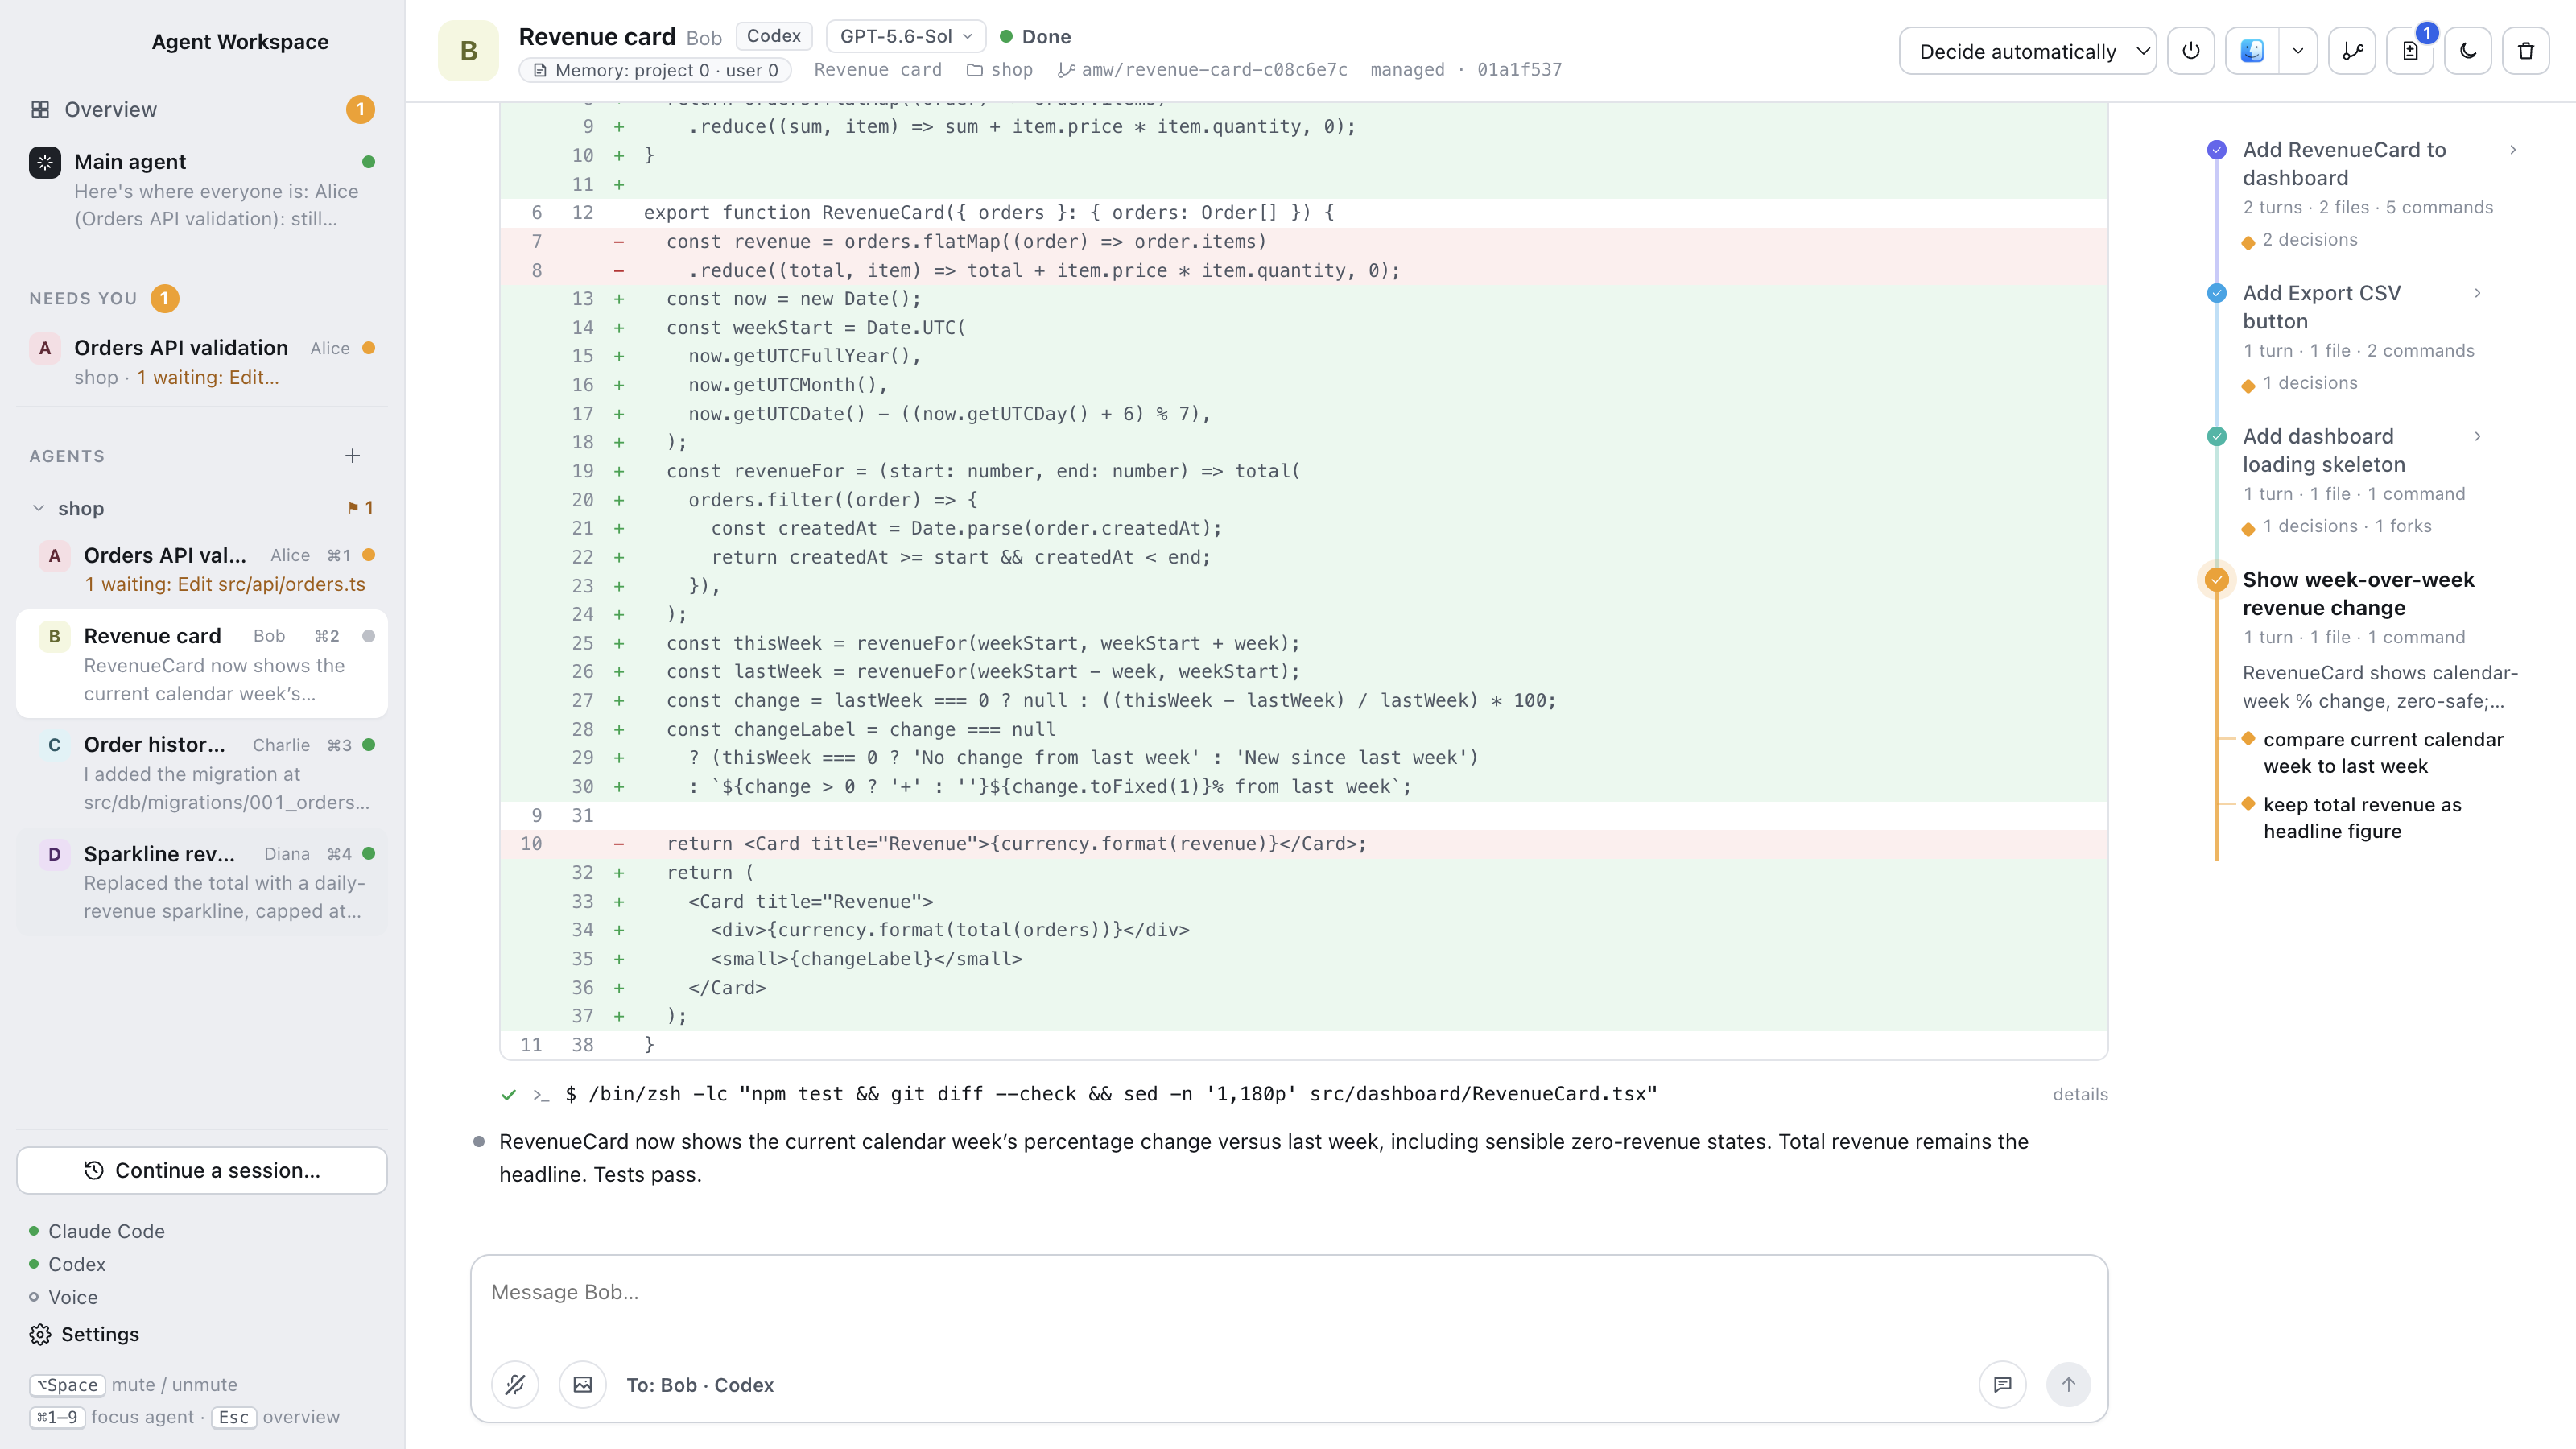 Agent Workspace
Overview 1
Main agent
Here's where everyone is: Alice
(Orders API validation): still...
NEEDS YOU 1
A Orders API validation Alice
shop · 1 waiting: Edit...
AGENTS +
shop 1
A Orders API val... Alice ⌘1
1 waiting: Edit src/api/orders.ts
B Revenue card Bob ⌘2
RevenueCard now shows the
current calendar week’s...
C Order histor... Charlie ⌘3
I added the migration at
src/db/migrations/001_orders...
D Sparkline rev... Diana ⌘4
Replaced the total with a daily-
revenue sparkline, capped at...
Continue a session...
Claude Code
Codex
Voice
Settings
⌥Space mute / unmute
⌘1–9 focus agent · Esc overview
B Revenue card Bob Codex GPT-5.6-Sol Done
Memory: project 0 · user 0 Revenue card shop amw/revenue-card-c08c6e7c managed · 01a1f537
Decide automatically 1
9 + .reduce((sum, item) => sum + item.price * item.quantity, 0);
10 + }
11 +
6 12 export function RevenueCard({ orders }: { orders: Order[] }) {
7 − const revenue = orders.flatMap((order) => order.items)
8 − .reduce((total, item) => total + item.price * item.quantity, 0);
13 + const now = new Date();
14 + const weekStart = Date.UTC(
15 + now.getUTCFullYear(),
16 + now.getUTCMonth(),
17 + now.getUTCDate() - ((now.getUTCDay() + 6) % 7),
18 + );
19 + const revenueFor = (start: number, end: number) => total(
20 + orders.filter((order) => {
21 + const createdAt = Date.parse(order.createdAt);
22 + return createdAt >= start && createdAt < end;
23 + }),
24 + );
25 + const thisWeek = revenueFor(weekStart, weekStart + week);
26 + const lastWeek = revenueFor(weekStart - week, weekStart);
27 + const change = lastWeek === 0 ? null : ((thisWeek - lastWeek) / lastWeek) * 100;
28 + const changeLabel = change === null
29 + ? (thisWeek === 0 ? 'No change from last week' : 'New since last week')
30 + : `${change > 0 ? '+' : ''}${change.toFixed(1)}% from last week`;
9 31
10 − return <Card title="Revenue">{currency.format(revenue)}</Card>;
32 + return (
33 + <Card title="Revenue">
34 + <div>{currency.format(total(orders))}</div>
35 + <small>{changeLabel}</small>
36 + </Card>
37 + );
11 38 }
$ /bin/zsh -lc "npm test && git diff --check && sed -n '1,180p' src/dashboard/RevenueCard.tsx" details
RevenueCard now shows the current calendar week’s percentage change versus last week, including sensible zero-revenue states. Total revenue remains the
headline. Tests pass.
Message Bob...
To: Bob · Codex
Add RevenueCard to
dashboard
2 turns · 2 files · 5 commands
2 decisions
Add Export CSV
button
1 turn · 1 file · 2 commands
1 decisions
Add dashboard
loading skeleton
1 turn · 1 file · 1 command
1 decisions · 1 forks
Show week-over-week
revenue change
1 turn · 1 file · 1 command
RevenueCard shows calendar-
week % change, zero-safe;...
compare current calendar
week to last week
keep total revenue as
headline figure